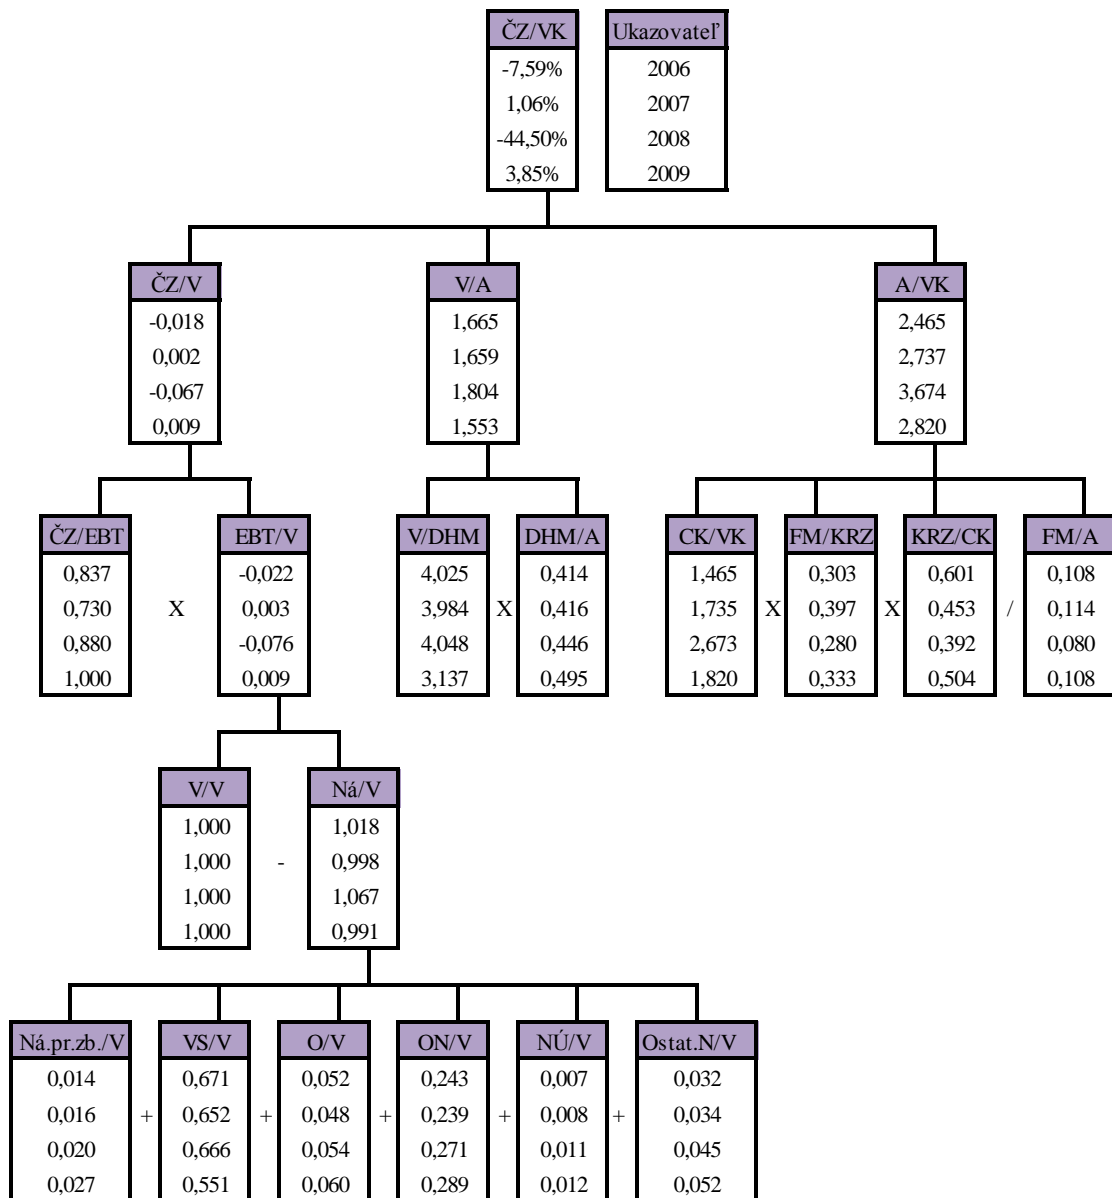 ČZ/VK Ukazovateľ
-7,59% 2006
1,06% 2007
-44,50% 2008
3,85% 2009
ČZ/V V/A A/VK
-0,018 1,665 2,465
0,002 1,659 2,737
-0,067 1,804 3,674
0,009 1,553 2,820
ČZ/EBT EBT/V V/DHM DHM/A CK/VK FM/KRZ KRZ/CK FM/A
0,837 -0,022 4,025 0,414 1,465 0,303 0,601 0,108
0,730 X 0,003 3,984 X 0,416 1,735 X 0,397 X 0,453 / 0,114
0,880 -0,076 4,048 0,446 2,673 0,280 0,392 0,080
1,000 0,009 3,137 0,495 1,820 0,333 0,504 0,108
V/V Ná/V
1,000 1,018
1,000 - 0,998
1,000 1,067
1,000 0,991
Ná.pr.zb./V VS/V O/V ON/V NÚ/V Ostat.N/V
0,014 0,671 0,052 0,243 0,007 0,032
0,016 + 0,652 + 0,048 + 0,239 + 0,008 + 0,034
0,020 0,666 0,054 0,271 0,011 0,045
0,027 0,551 0,060 0,289 0,012 0,052